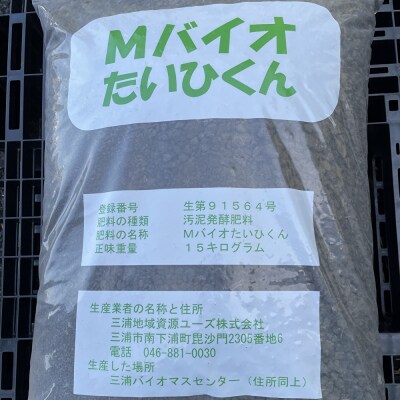 Mバイオ
たいひくん
登録番号 生第91564号
肥料の種類 汚泥発酵肥料
肥料の名称 Mバイオたいひくん
正味重量 15キログラム
生産業者の名称と住所
三浦地域資源ユーズ株式会社
三浦市南下浦町毘沙門2305番地6
電話 046-881-0030
生産した場所
三浦バイオマスセンター（住所同上）